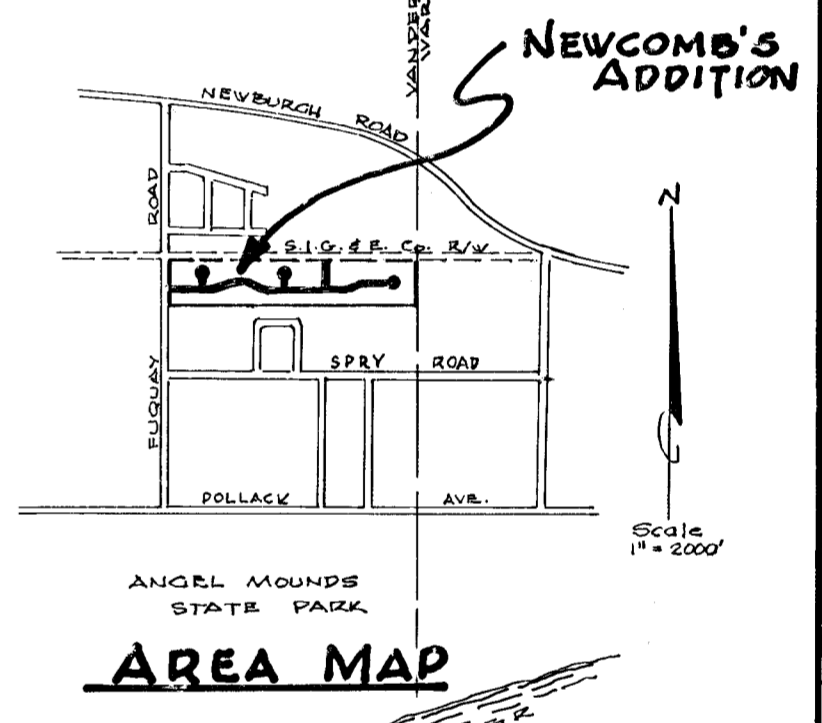 NEWCOMB'S
ADDITION
NEWBURGH ROAD
ROAD
N
S.I.G. & E. Co. R/W
SPRY ROAD
FUQUAY
POLLACK AVE.
Scale
1" = 2000'
ANGEL MOUNDS
STATE PARK
AREA MAP